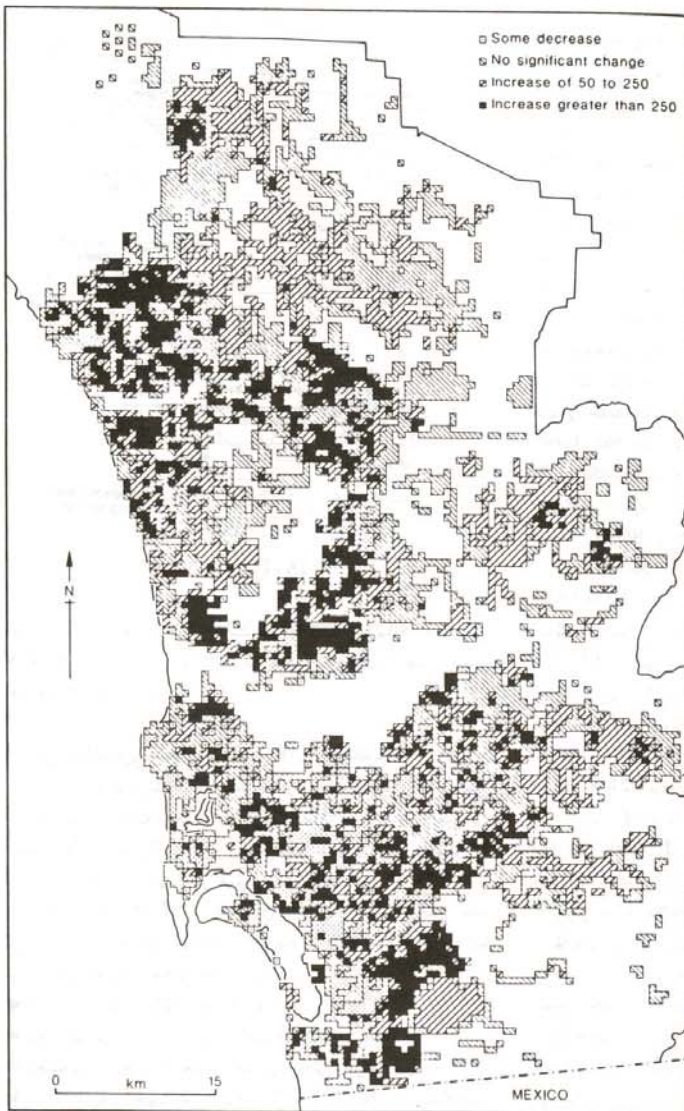 Some decrease
No significant change
Increase of 50 to 250
Increase greater than 250
N
0 km 15
MEXICO